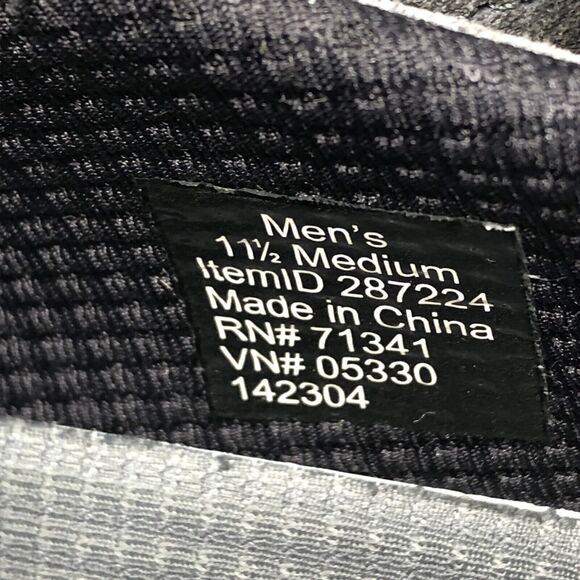 Men's
11½ Medium
ItemID 287224
Made in China
RN# 71341
VN# 05330
142304